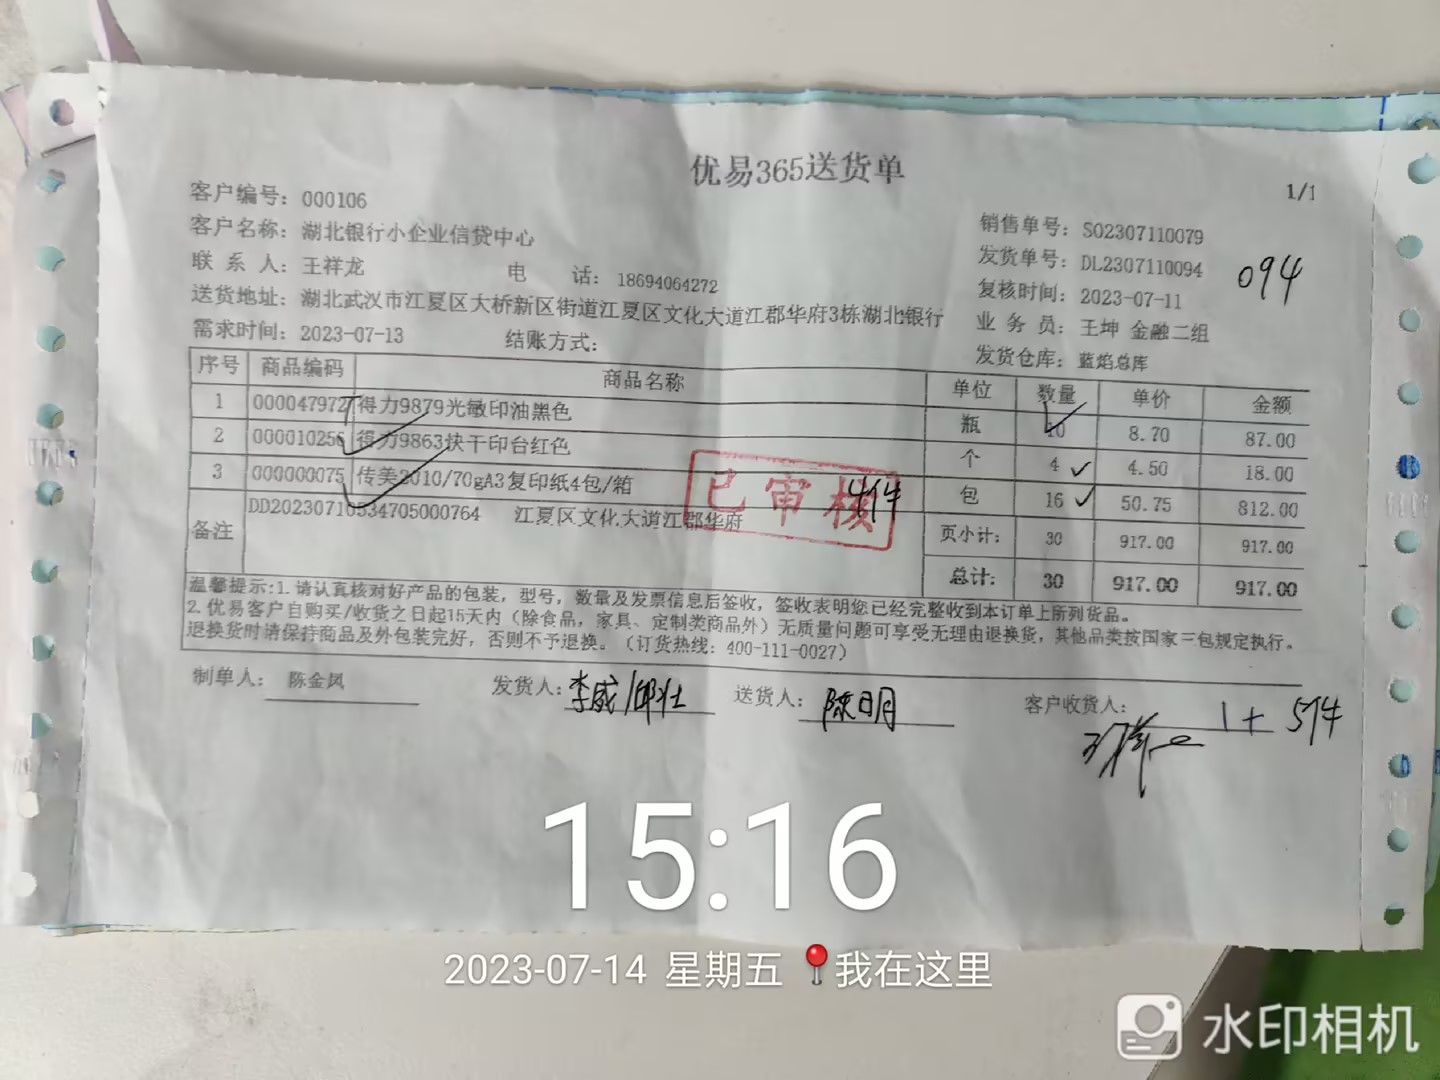 优易365送货单
1/1
客户编号：000106
客户名称：湖北银行小企业信贷中心
联 系 人：王祥龙 电 话：18694064272
送货地址：湖北武汉市江夏区大桥新区街道江夏区文化大道江郡华府3栋湖北银行
需求时间：2023-07-13 结账方式：
销售单号：SO2307110079
发货单号：DL2307110094
094
复核时间：2023-07-11
业 务 员：王坤 金融二组
发货仓库：蓝焰总库
序号 商品编码 商品名称 单位 数量 单价 金额
1 000047972 得力9879光敏印油黑色 瓶 10 8.70 87.00
2 000010256 得力9863快干印台红色 个 4 4.50 18.00
3 000000075 传美2010/70gA3复印纸4包/箱 包 16 50.75 812.00
备注 DD20230710534705000764 江夏区文化大道江郡华府
已审核
页小计： 30 917.00 917.00
总计： 30 917.00 917.00
温馨提示：1.请认真核对好产品的包装，型号，数量及发票信息后签收，签收表明您已经完整收到本订单上所列货品。
2.优易客户自购买/收货之日起15天内（除食品，家具、定制类商品外）无质量问题可享受无理由退换货，其他品类按国家三包规定执行。
退换货时请保持商品及外包装完好，否则不予退换。（订货热线：400-111-0027）
制单人： 陈金凤 发货人：李威/ 送货人： 陈明 客户收货人：
15:16
2023-07-14 星期五 我在这里
水印相机